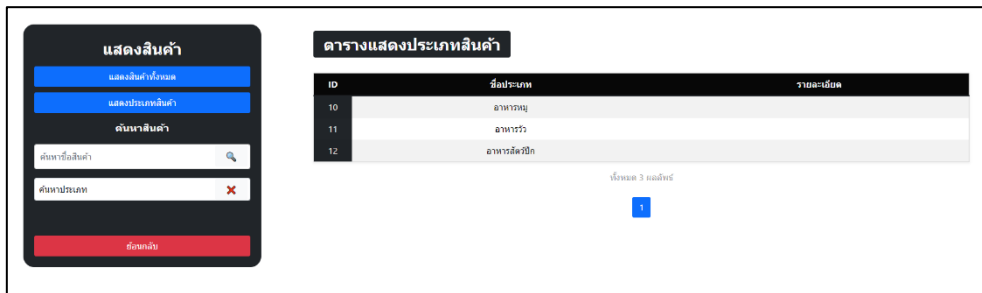 แสดงสินค้า
แสดงสินค้าทั้งหมด
แสดงประเภทสินค้า
ค้นหาสินค้า
ค้นหาชื่อสินค้า
ค้นหาประเภท
ย้อนกลับ
ตารางแสดงประเภทสินค้า
ID ชื่อประเภท รายละเอียด
10 อาหารหมู
11 อาหารวัว
12 อาหารสัตว์ปีก
ทั้งหมด 3 ผลลัพธ์
1